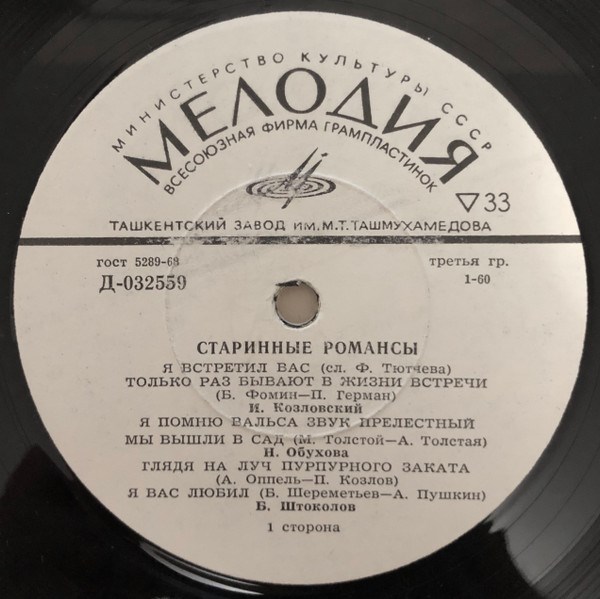 МИНИСТЕРСТВО КУЛЬТУРЫ СССР
МЕЛОДИЯ
ВСЕСОЮЗНАЯ ФИРМА ГРАМПЛАСТИНОК
▽ 33
ТАШКЕНТСКИЙ ЗАВОД ИМ. М.Т. ТАШМУХАМЕДОВА
гост 5289-68 третья гр.
Д-032559 1-60
СТАРИННЫЕ РОМАНСЫ
Я ВСТРЕТИЛ ВАС (сл. Ф. Тютчева)
ТОЛЬКО РАЗ БЫВАЮТ В ЖИЗНИ ВСТРЕЧИ
(Б. Фомин—П. Герман)
И. Козловский
Я ПОМНЮ ВАЛЬСА ЗВУК ПРЕЛЕСТНЫЙ
МЫ ВЫШЛИ В САД (М. Толстой—А. Толстая)
Н. Обухова
ГЛЯДЯ НА ЛУЧ ПУРПУРНОГО ЗАКАТА
(А. Оппель—П. Козлов)
Я ВАС ЛЮБИЛ (Б. Шереметьев—А. Пушкин)
Б. Штоколов
1 сторона